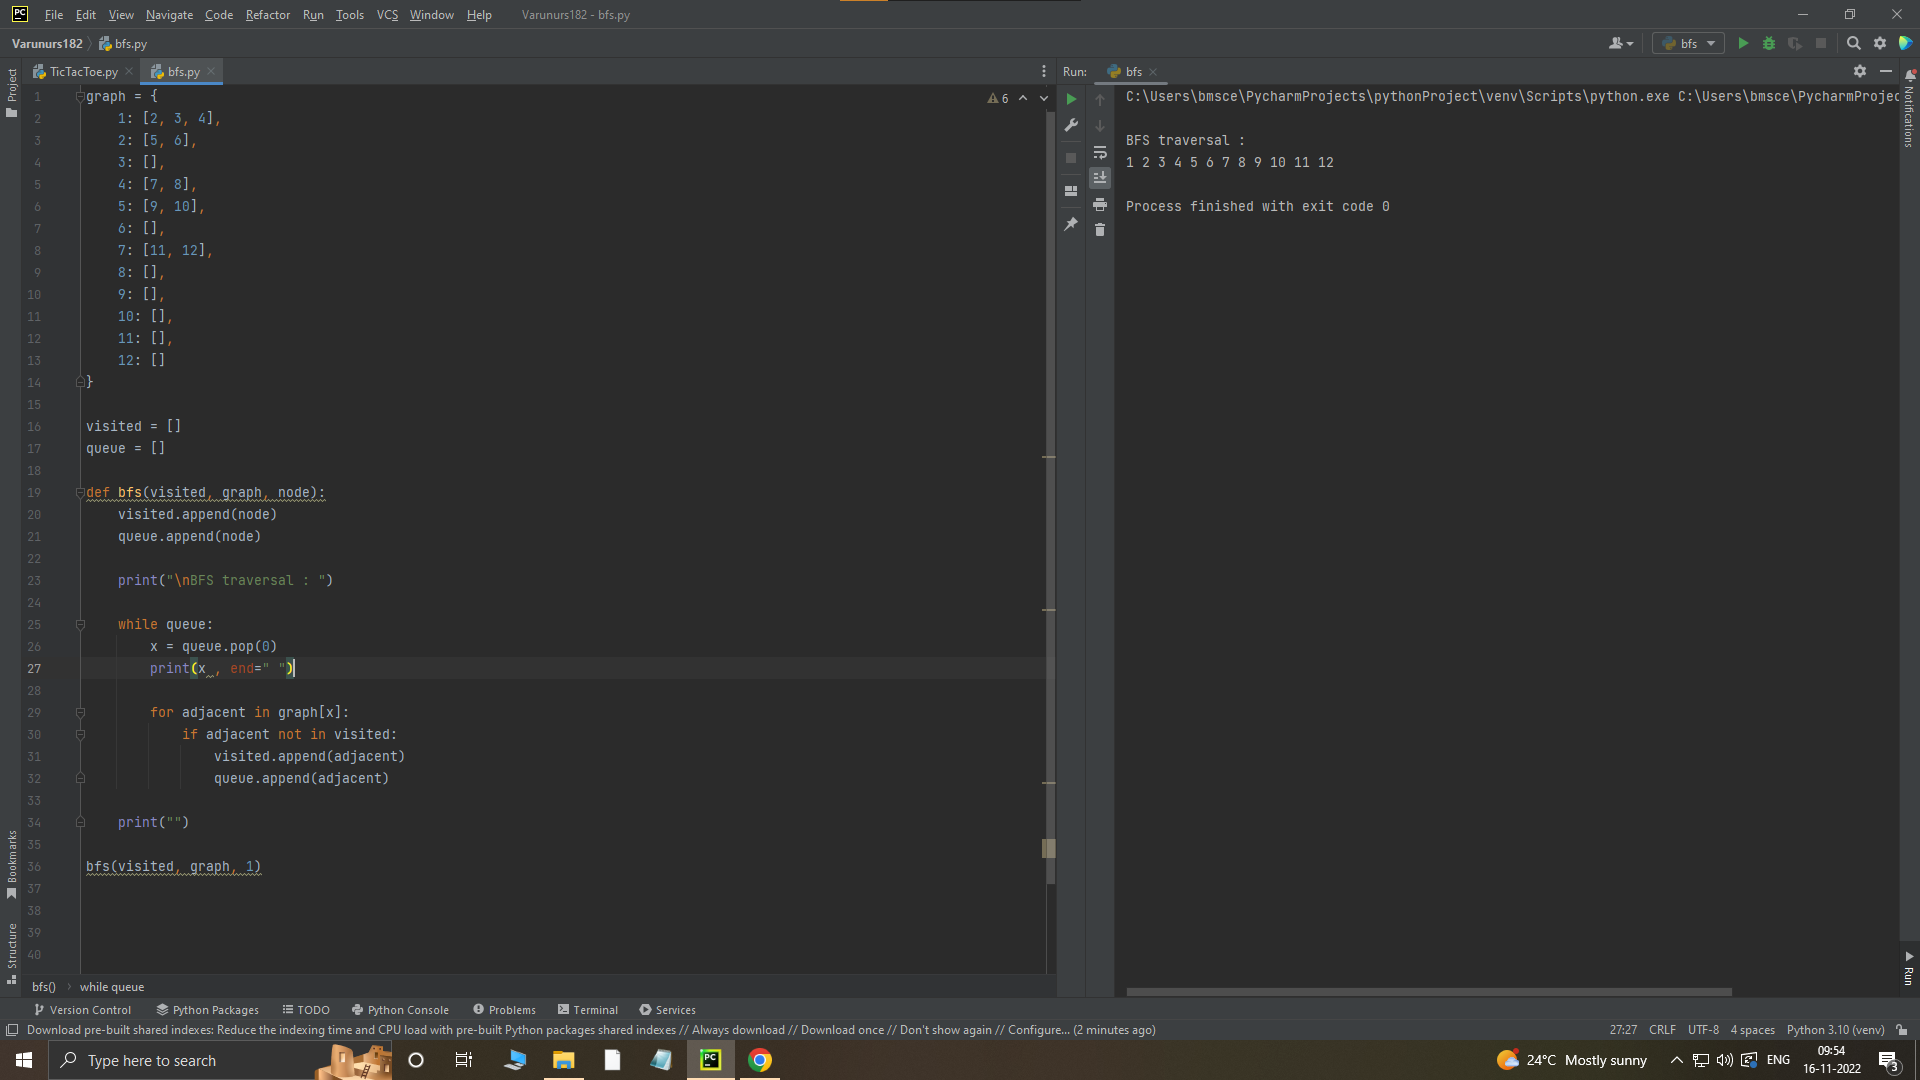 PC File Edit View Navigate Code Refactor Run Tools VCS Window Help Varunurs182 - bfs.py
Varunurs182 bfs.py bfs
Project
TicTacToe.py bfs.py
1 graph = {
2 1: [2, 3, 4],
3 2: [5, 6],
4 3: [],
5 4: [7, 8],
6 5: [9, 10],
7 6: [],
8 7: [11, 12],
9 8: [],
10 9: [],
11 10: [],
12 11: [],
13 12: []
14 }
15
16 visited = []
17 queue = []
18
19 def bfs(visited, graph, node):
20 visited.append(node)
21 queue.append(node)
22
23 print("\nBFS traversal : ")
24
25 while queue:
26 x = queue.pop(0)
27 print(x , end=" ")
28
29 for adjacent in graph[x]:
30 if adjacent not in visited:
31 visited.append(adjacent)
32 queue.append(adjacent)
33
34 print("")
35
36 bfs(visited, graph, 1)
37
38
39
40
6
Bookmarks
Structure
bfs() while queue
Run: bfs
C:\Users\bmsce\PycharmProjects\pythonProject\venv\Scripts\python.exe C:\Users\bmsce\PycharmProjec
BFS traversal :
1 2 3 4 5 6 7 8 9 10 11 12
Process finished with exit code 0
Notifications
Run
Version Control Python Packages TODO Python Console Problems Terminal Services
Download pre-built shared indexes: Reduce the indexing time and CPU load with pre-built Python packages shared indexes // Always download // Download once // Don't show again // Configure... (2 minutes ago) 27:27 CRLF UTF-8 4 spaces Python 3.10 (venv)
Type here to search PC 24°C Mostly sunny ENG 09:54
16-11-2022 3